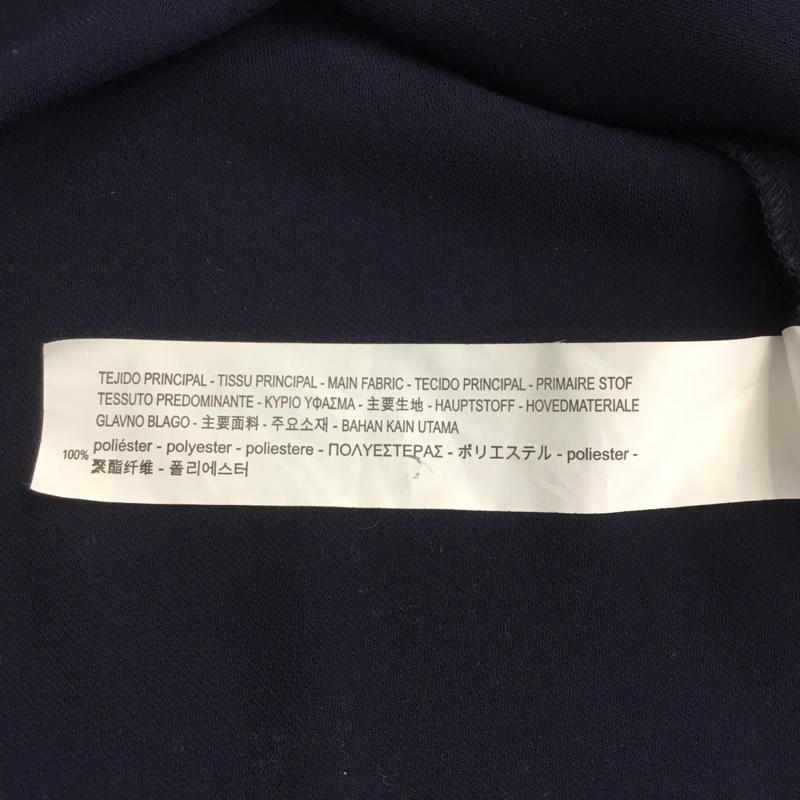 TEJIDO PRINCIPAL - TISSU PRINCIPAL - MAIN FABRIC - TECIDO PRINCIPAL - PRIMAIRE STOF
TESSUTO PREDOMINANTE - ΚΥΡΙΟ ΥΦΑΣΜΑ - 主要生地 - HAUPTSTOFF - HOVEDMATERIALE
GLAVNO BLAGO - 主要面料 - 주요소재 - BAHAN KAIN UTAMA
100% poliéster - polyester - poliestere - ΠΟΛΥΕΣΤΕΡΑΣ - ポリエステル - poliester -
聚酯纤维 - 폴리에스터